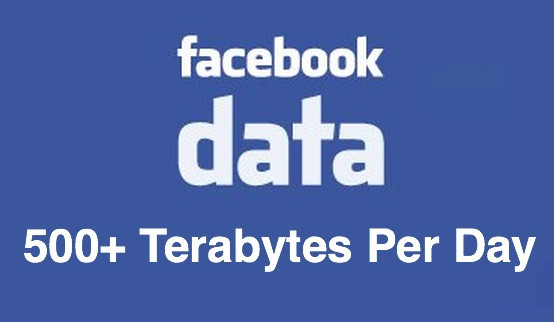 facebook
data
500+ Terabytes Per Day